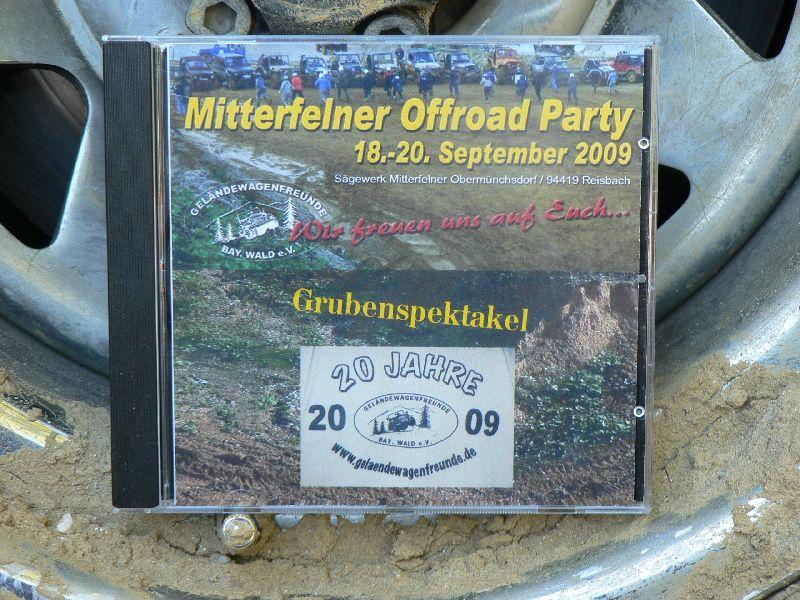 Mitterfelner Offroad Party
18.-20. September 2009
Sägewerk Mitterfelner Obermünchsdorf / 94419 Reisbach
GELÄNDEWAGENFREUNDE
BAY. WALD e.V.
Wir freuen uns auf Euch...
Grubenspektakel
20 JAHRE
20 09
GELÄNDEWAGENFREUNDE
BAY. WALD e.V.
www.gelaendewagenfreunde.de